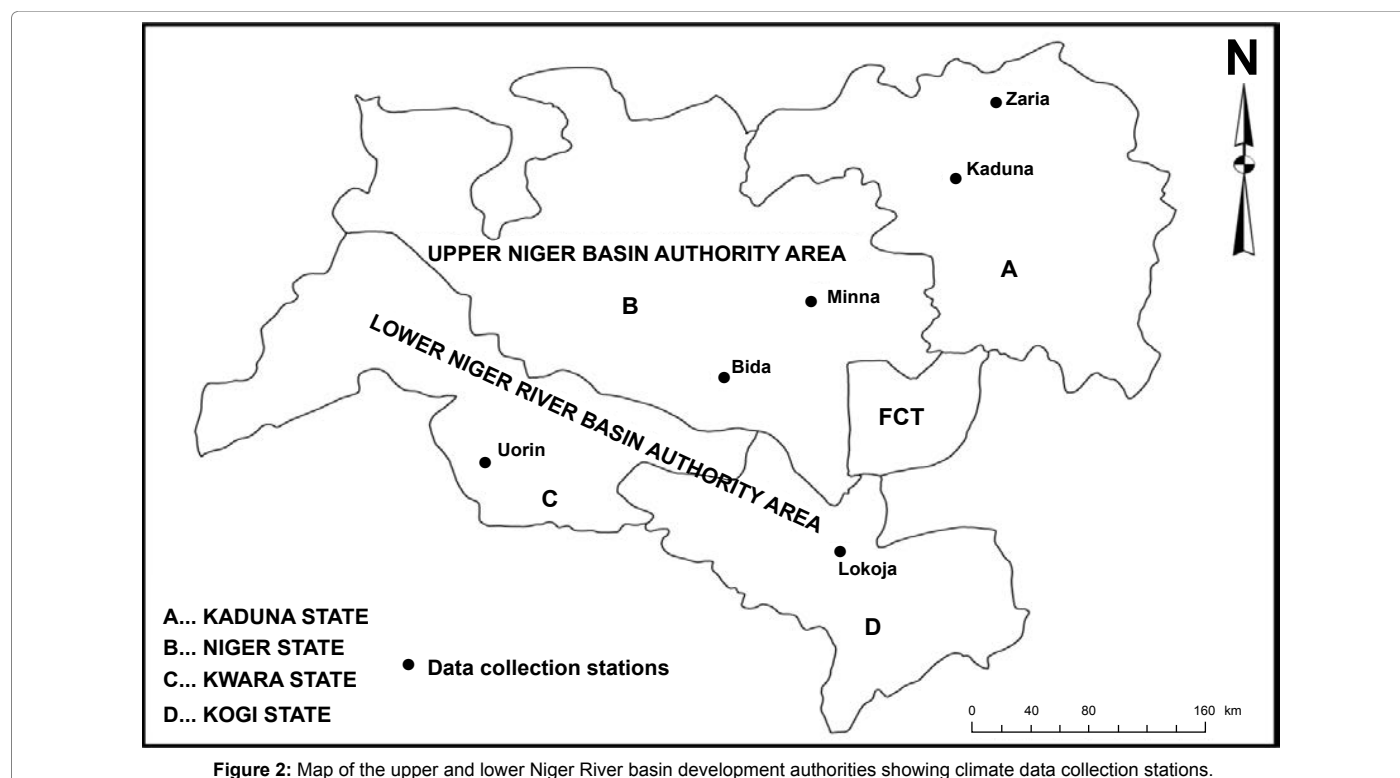 N
Zaria
Kaduna
UPPER NIGER BASIN AUTHORITY AREA
A
B
Minna
LOWER NIGER RIVER BASIN AUTHORITY AREA
Bida
FCT
Uorin
C
Lokoja
D
A... KADUNA STATE
B... NIGER STATE
C... KWARA STATE
D... KOGI STATE
Data collection stations
0 40 80 160 km
Figure 2: Map of the upper and lower Niger River basin development authorities showing climate data collection stations.